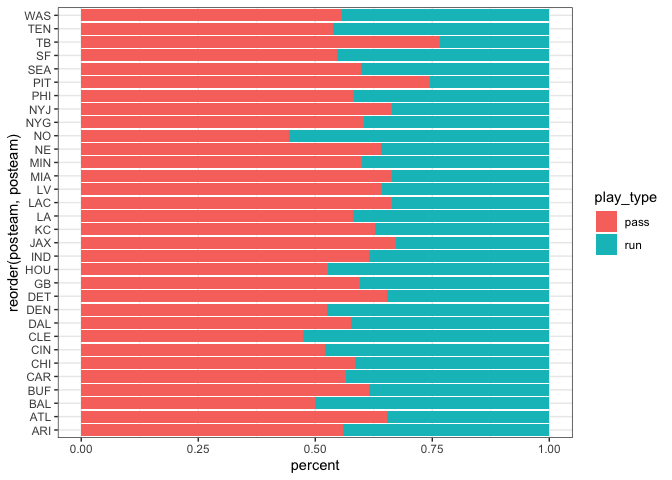 WAS
TEN
TB
SF
SEA
PIT
PHI
NYJ
NYG
NO
NE
MIN
MIA
LV
LAC
LA
KC
JAX
IND
HOU
GB
DET
DEN
DAL
CLE
CIN
CHI
CAR
BUF
BAL
ATL
ARI
reorder(posteam, posteam)
0.00 0.25 0.50 0.75 1.00
percent
play_type
pass
run